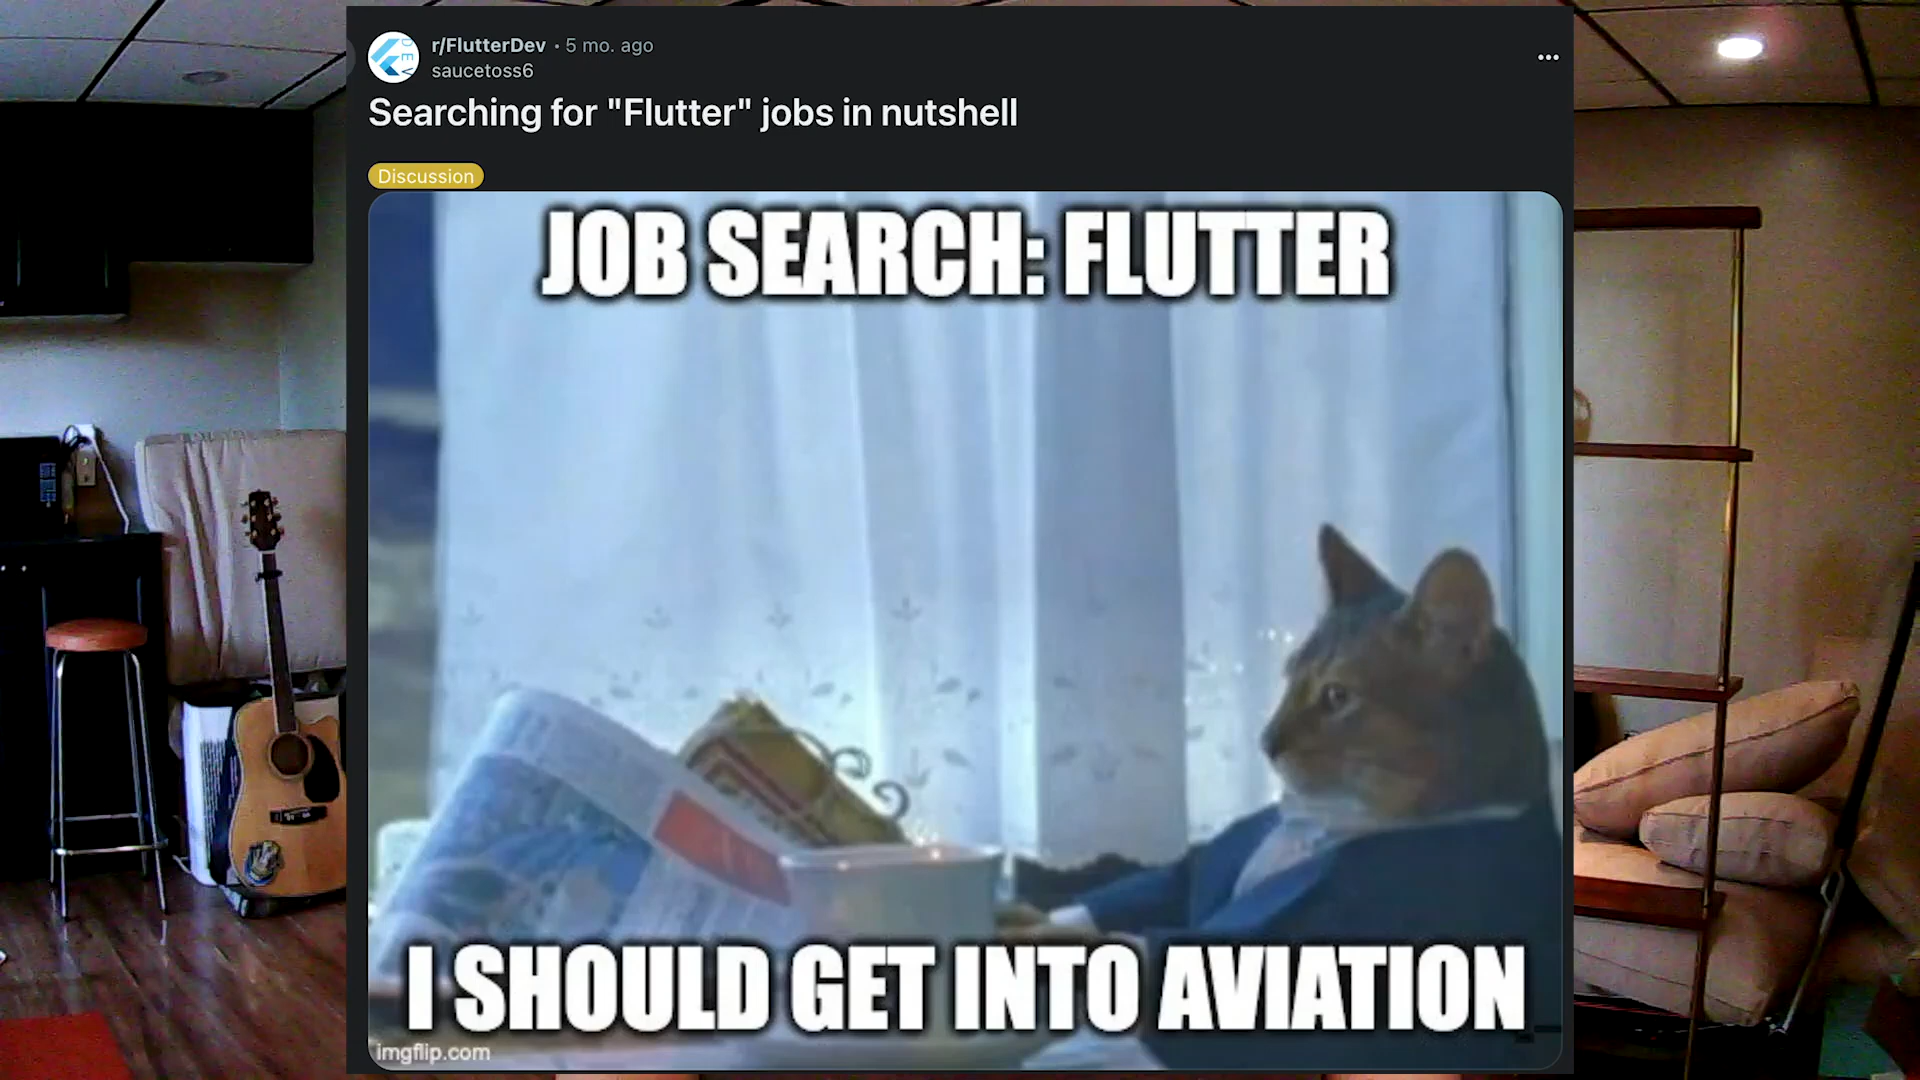 r/FlutterDev • 5 mo. ago
saucetoss6
Searching for "Flutter" jobs in nutshell
Discussion
JOB SEARCH: FLUTTER
I SHOULD GET INTO AVIATION
imgflip.com